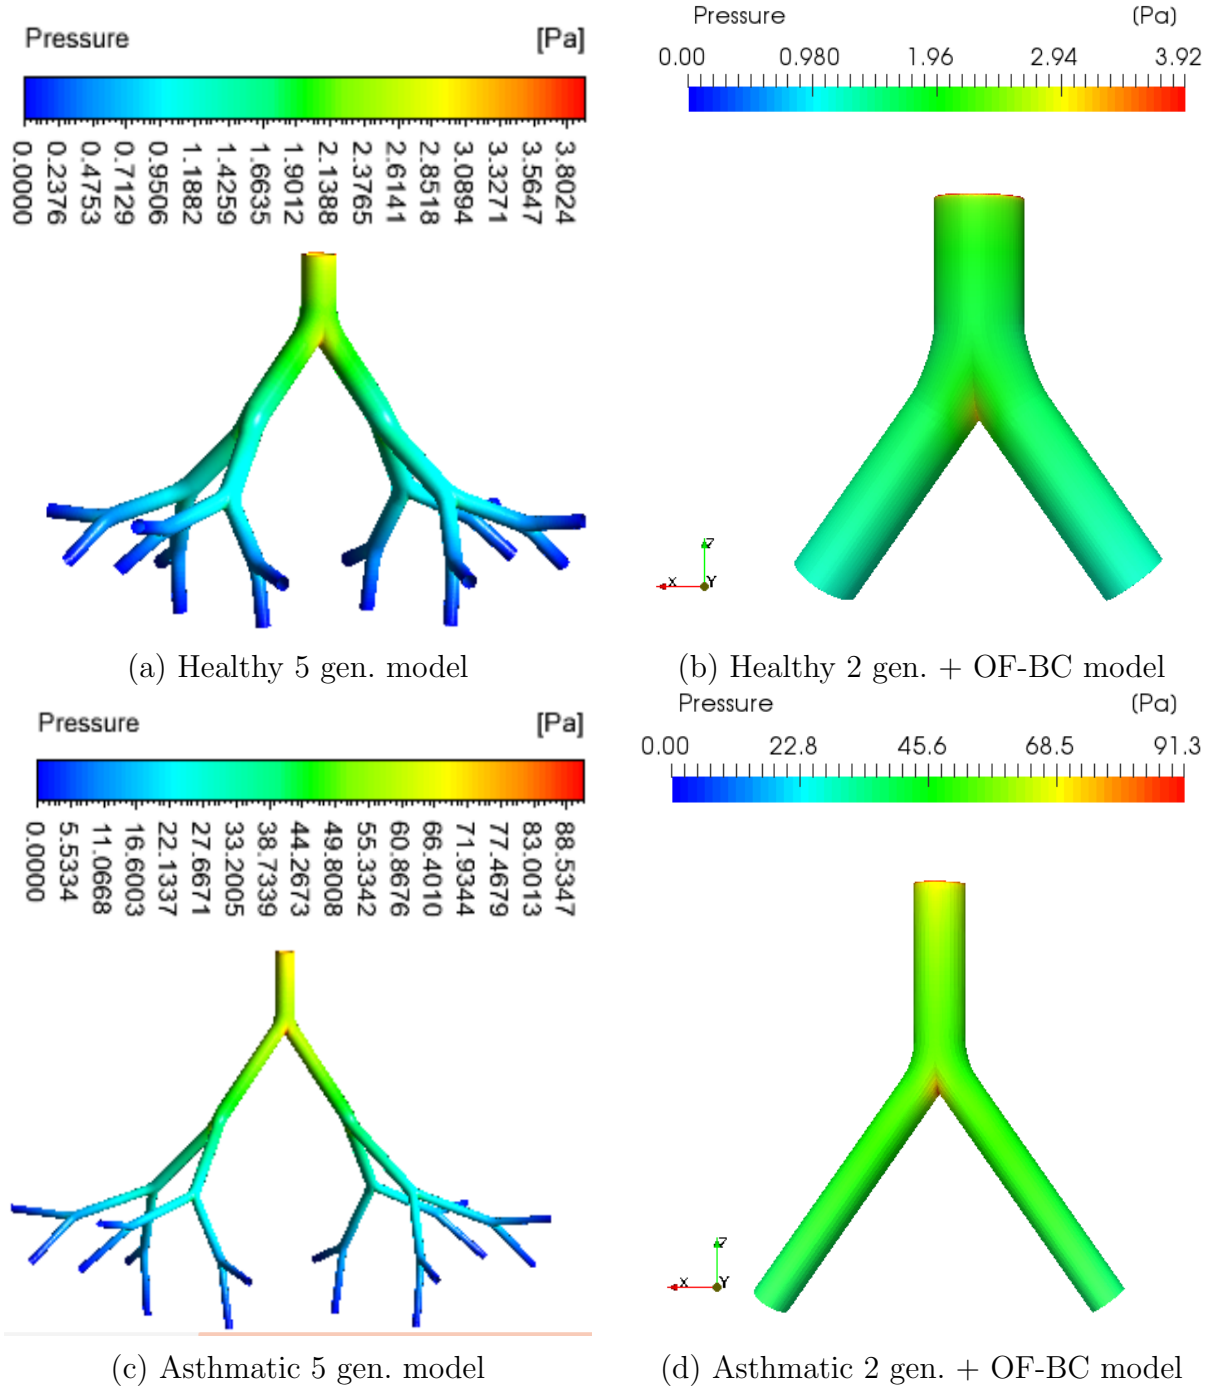 Pressure [Pa]
0.0000 0.2376 0.4753 0.7129 0.9506 1.1882 1.4259 1.6635 1.9012 2.1388 2.3765 2.6141 2.8518 3.0894 3.3271 3.5647 3.8024
Pressure (Pa)
0.00 0.980 1.96 2.94 3.92
Z
X Y
(a) Healthy 5 gen. model
(b) Healthy 2 gen. + OF-BC model
Pressure [Pa]
0.0000 5.5334 11.0668 16.6003 22.1337 27.6671 33.2005 38.7339 44.2673 49.8008 55.3342 60.8676 66.4010 71.9344 77.4679 83.0013 88.5347
Pressure (Pa)
0.00 22.8 45.6 68.5 91.3
Z
X Y
(c) Asthmatic 5 gen. model
(d) Asthmatic 2 gen. + OF-BC model